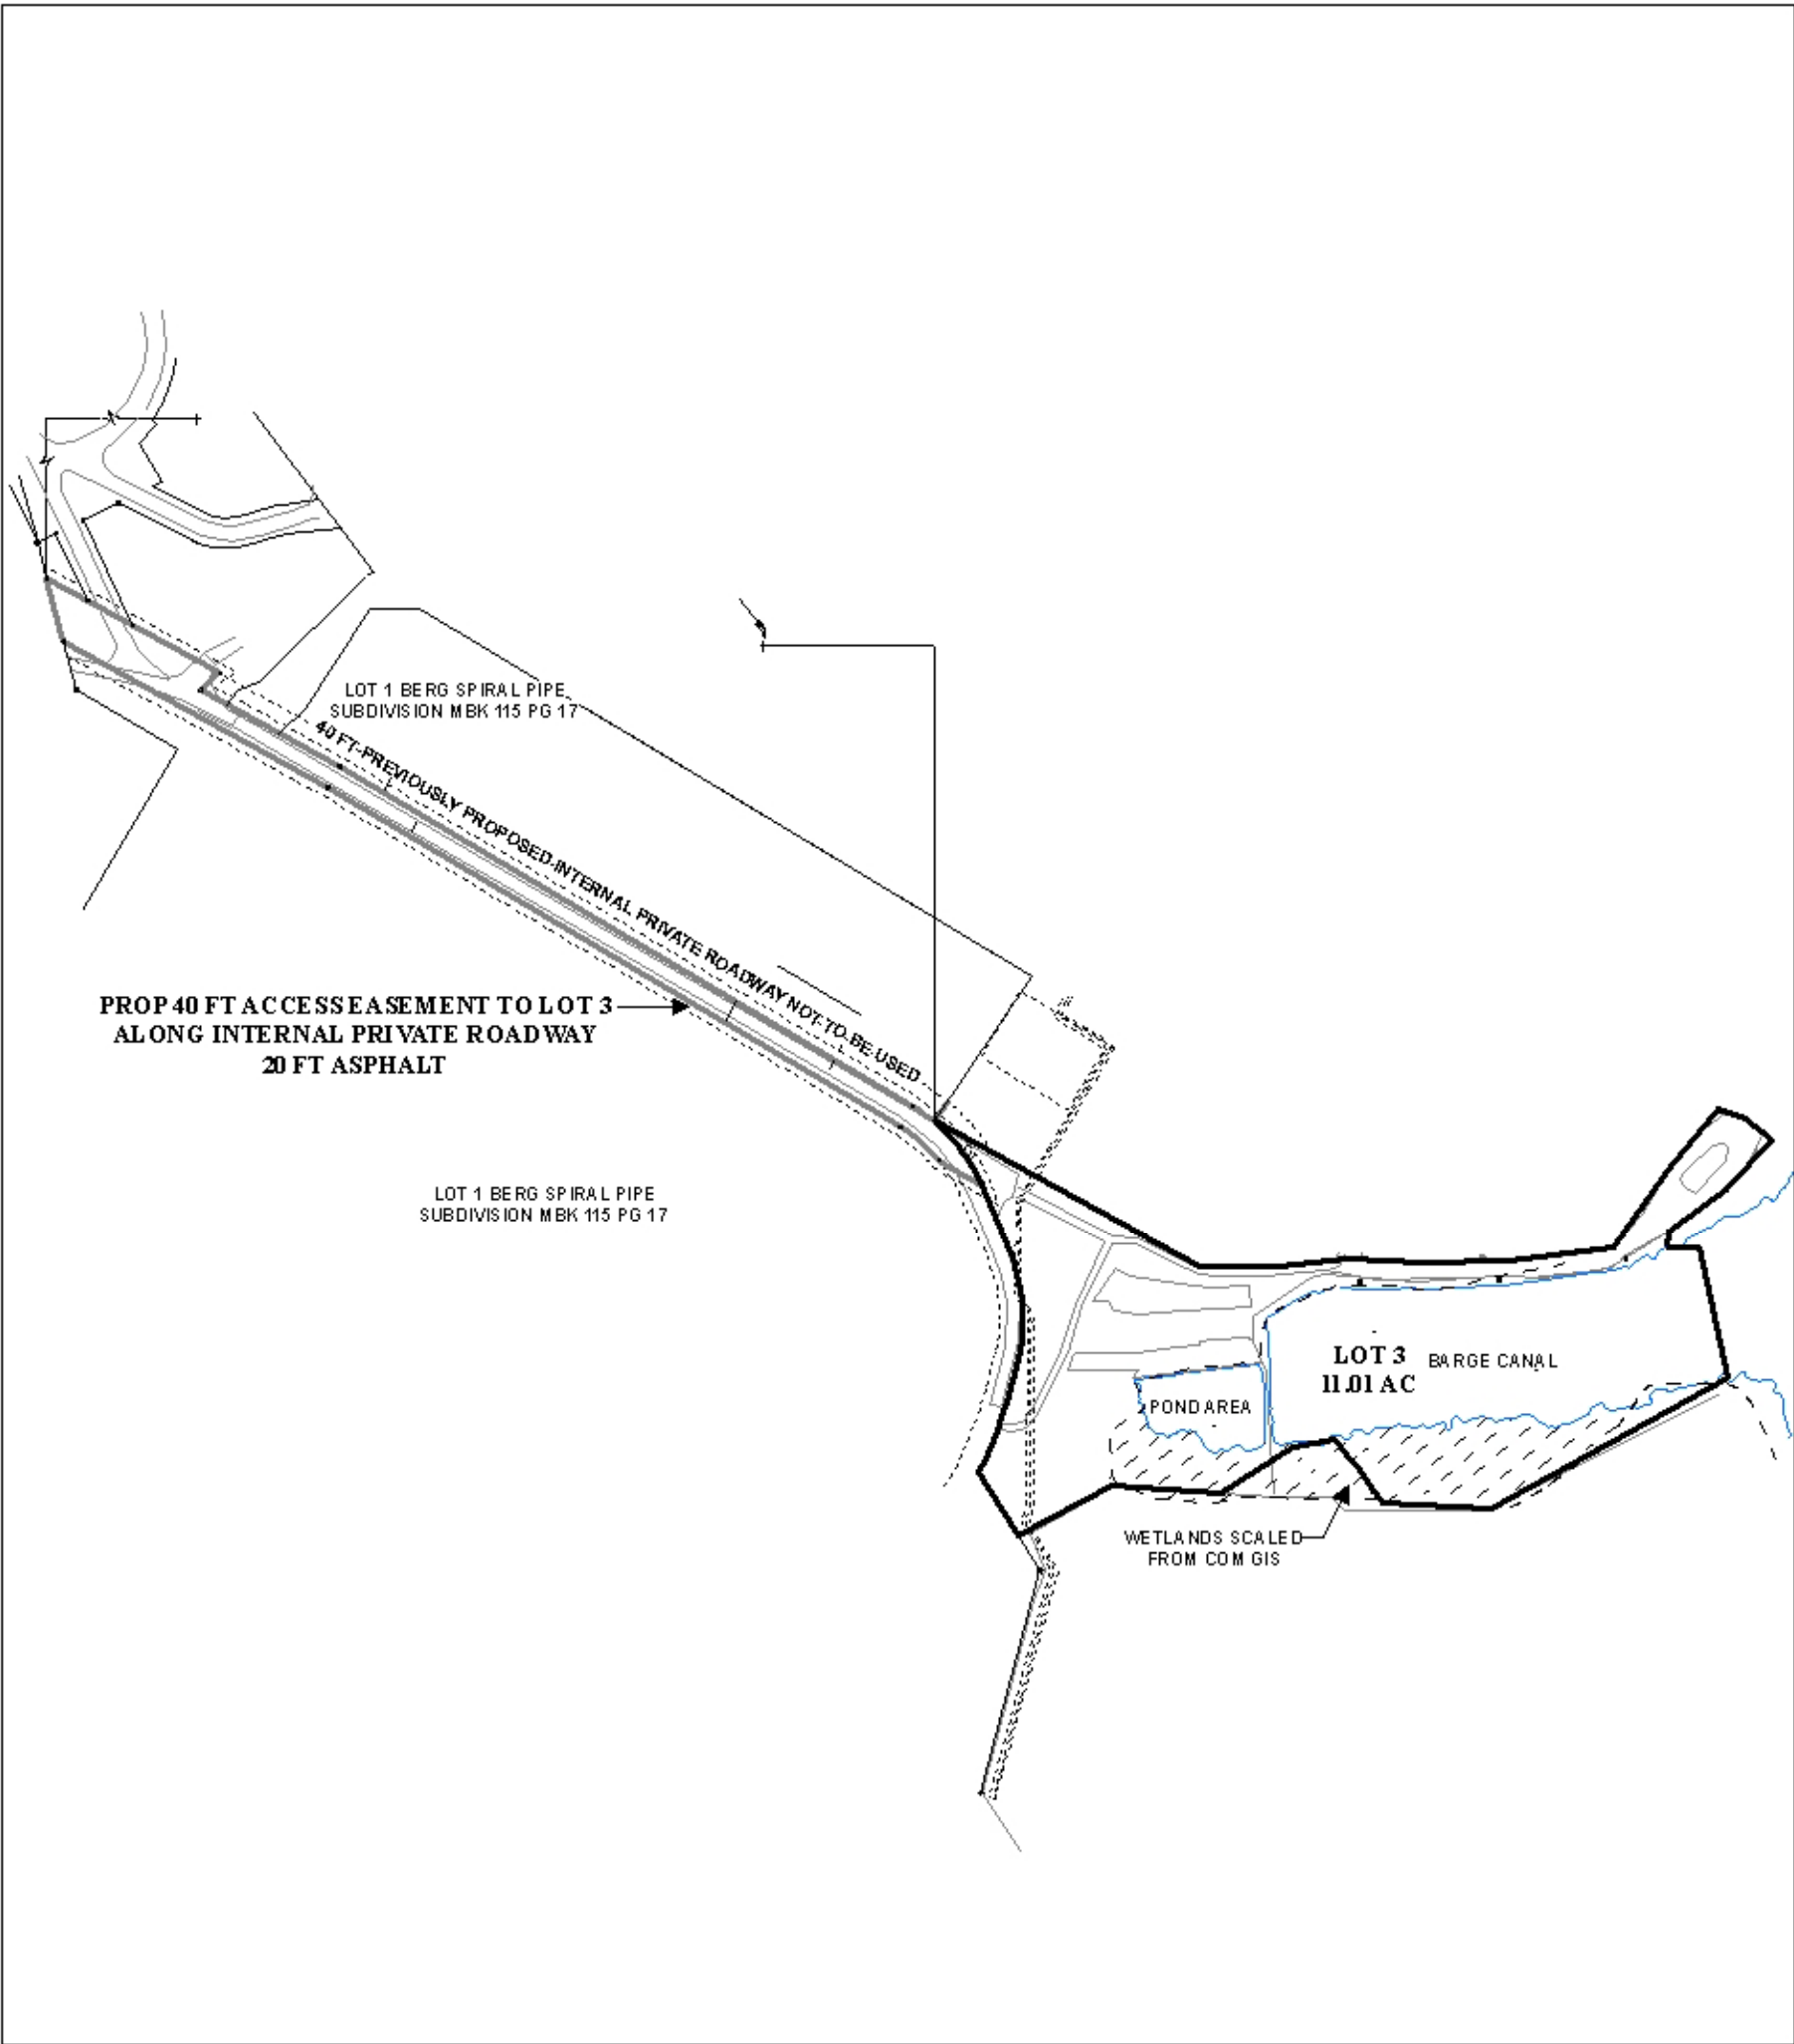 LOT 1 BERG SPIRAL PIPE
SUBDIVISION MBK 115 PG 17
40 FT-PREVIOUSLY PROPOSED-INTERNAL PRIVATE ROADWAY NOT-TO-BE-USED
PROP 40 FT ACCESS EASEMENT TO LOT 3
ALONG INTERNAL PRIVATE ROADWAY
20 FT ASPHALT
LOT 1 BERG SPIRAL PIPE
SUBDIVISION MBK 115 PG 17
LOT 3 BARGE CANAL
11.01 AC
POND AREA
WETLANDS SCALED
FROM COM GIS